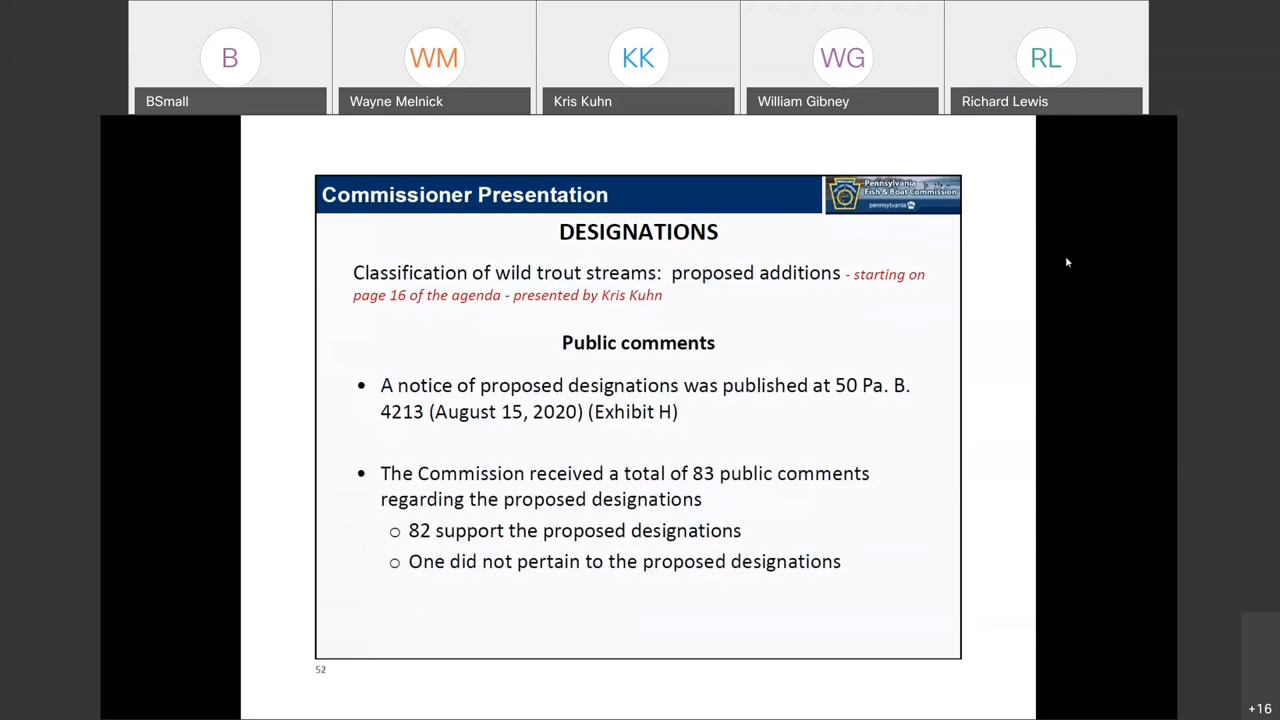 B
WM
KK
WG
RL
BSmall
Wayne Melnick
Kris Kuhn
William Gibney
Richard Lewis
Commissioner Presentation
Pennsylvania
Fish & Boat Commission
pennsylvania
DESIGNATIONS
Classification of wild trout streams: proposed additions - starting on
page 16 of the agenda - presented by Kris Kuhn
Public comments
• A notice of proposed designations was published at 50 Pa. B.
4213 (August 15, 2020) (Exhibit H)
• The Commission received a total of 83 public comments
regarding the proposed designations
○ 82 support the proposed designations
○ One did not pertain to the proposed designations
52
+16